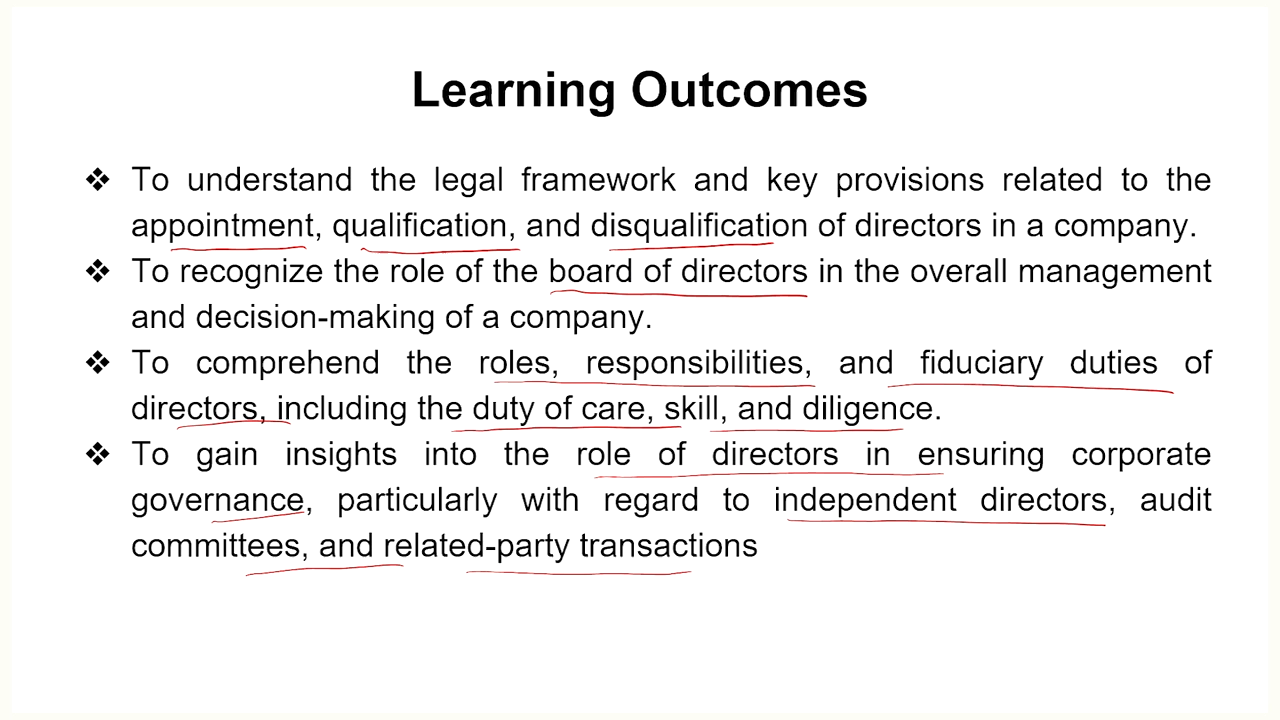 Learning Outcomes
❖ To understand the legal framework and key provisions related to the
appointment, qualification, and disqualification of directors in a company.
❖ To recognize the role of the board of directors in the overall management
and decision-making of a company.
❖ To comprehend the roles, responsibilities, and fiduciary duties of
directors, including the duty of care, skill, and diligence.
❖ To gain insights into the role of directors in ensuring corporate
governance, particularly with regard to independent directors, audit
committees, and related-party transactions